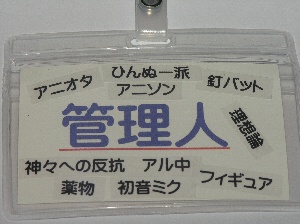 ひんぬー派
アニオタ
アニソン
釘バット
管理人
理想論
神々への反抗
アル中
フィギュア
薬物
初音ミク